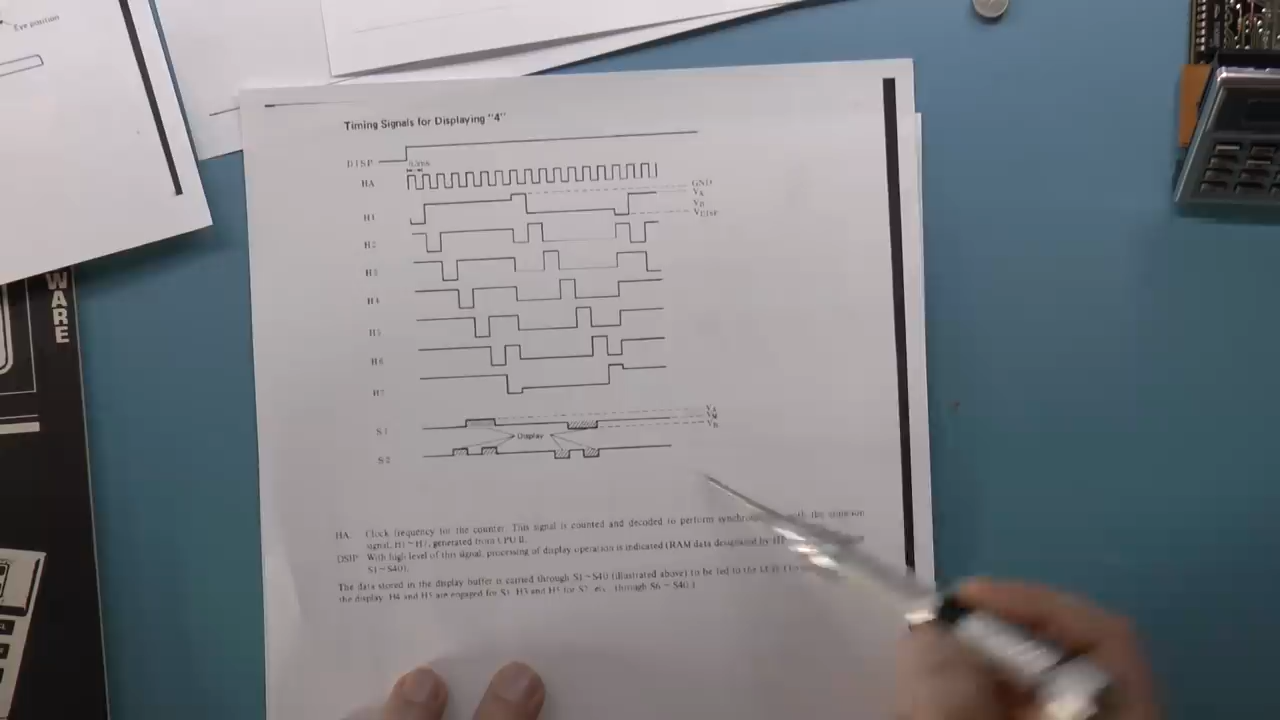 Eye position
Timing Signals for Displaying "4"
DISP
HA
GND
VA
VB
VDISP
H1
H2
H3
H4
H5
H6
H7
VA
VM
VB
S1
Display
S2
WARE
HA: Clock frequency for the counter. This signal is counted and decoded to perform with the common
signal, H1~H7, generated from CPU
DSIP With high level of this signal, processing of display operation is indicated (RAM data designated by
S1~S40).
The data stored in the display buffer is carried through S1~S40 (illustrated above) to be fed to the
the display. H4 and H5 are engaged for S1, H3 and H5 for S2, etc. through S6 ~ S40.)